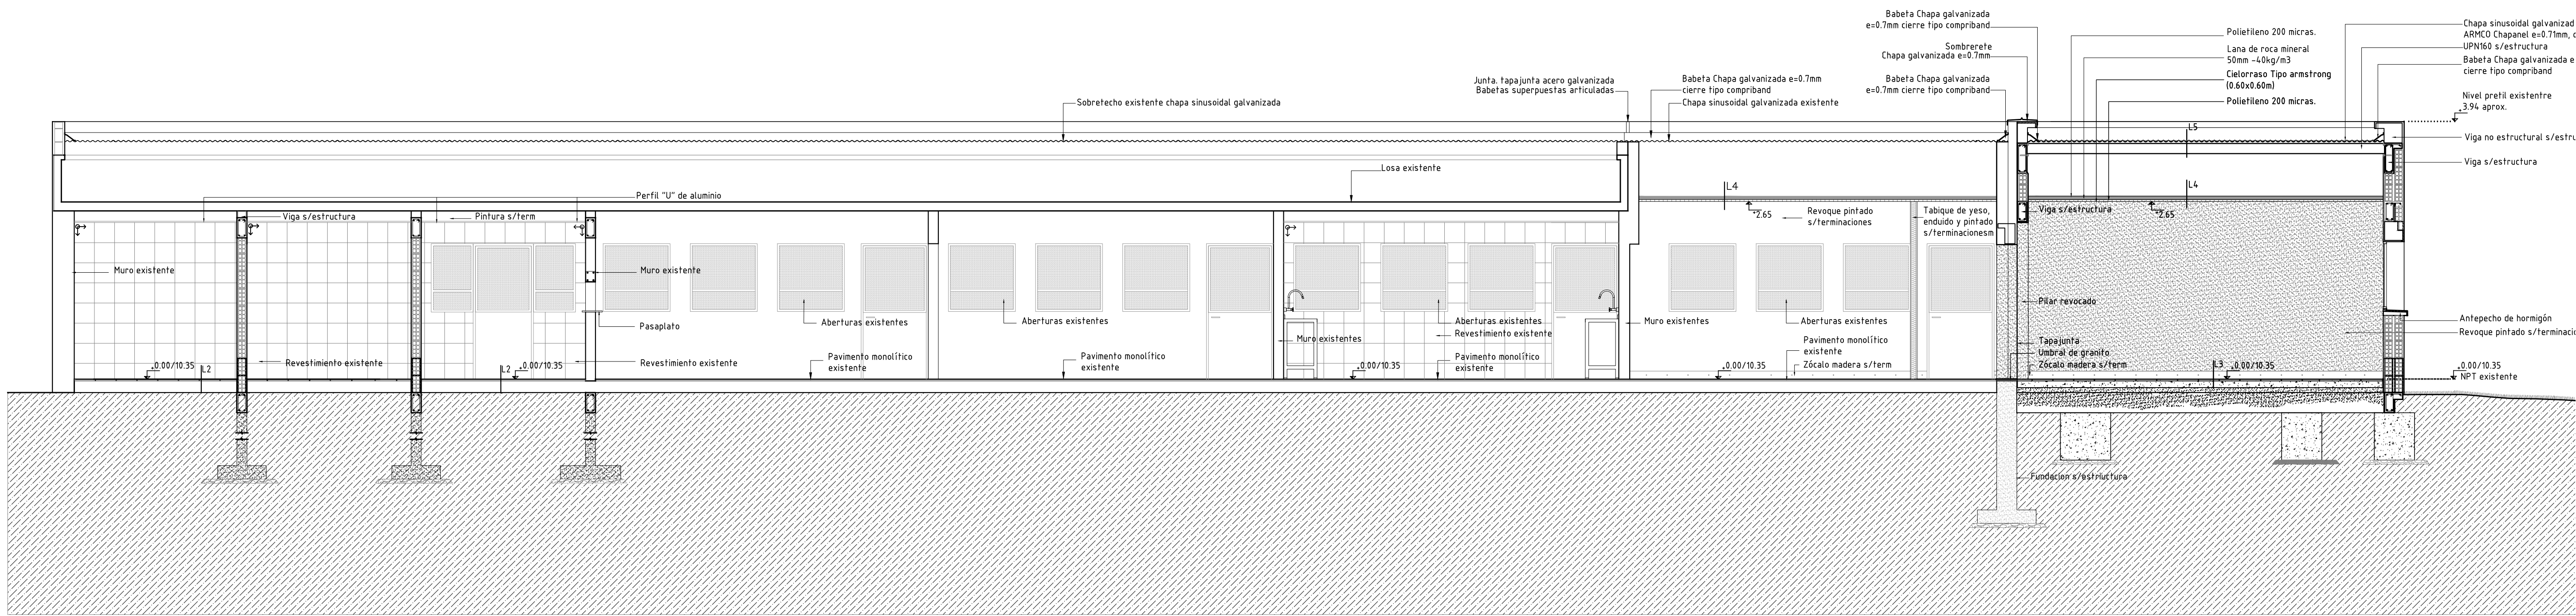 Babeta Chapa galvanizada
e=0.7mm cierre tipo compriband
Sombrerete
Chapa galvanizada e=0.7mm
Babeta Chapa galvanizada
e=0.7mm cierre tipo compriband
Junta. tapajunta acero galvanizada
Babetas superpuestas articuladas
Babeta Chapa galvanizada e=0.7mm
cierre tipo compriband
Chapa sinusoidal galvanizada existente
Sobretecho existente chapa sinusoidal galvanizada
Polietileno 200 micras.
Lana de roca mineral
50mm -40kg/m3
Cielorraso Tipo armstrong
(0.60x0.60m)
Polietileno 200 micras.
Chapa sinusoidal galvanizad
ARMCO Chapanel e=0.71mm, c
UPN160 s/estructura
Babeta Chapa galvanizada e
cierre tipo compriband
Nivel pretil existentre
3.94 aprox.
Viga no estructural s/estru
Viga s/estructura
L5
L4
L4
Losa existente
Perfil "U" de aluminio
Viga s/estructura
Pintura s/term
+2.65
Revoque pintado
s/terminaciones
Tabique de yeso,
enduido y pintado
s/terminacionesm
Viga s/estructura
+2.65
Muro existente
Muro existente
Pasaplato
Aberturas existentes
Aberturas existentes
Aberturas existentes
Revestimiento existente
Muro existentes
Muro existentes
Aberturas existentes
Pilar revocado
Antepecho de hormigón
Revoque pintado s/terminacio
Tapajunta
Umbral de granito
Zócalo madera s/term
+0.00/10.35
L2
Revestimiento existente
L2
+0.00/10.35
Revestimiento existente
Pavimento monolítico
existente
Pavimento monolítico
existente
+0.00/10.35
Pavimento monolítico
existente
+0.00/10.35
Pavimento monolítico
existente
Zócalo madera s/term
L3
+0.00/10.35
+0.00/10.35
NPT existente
Fundacion s/estriuctura